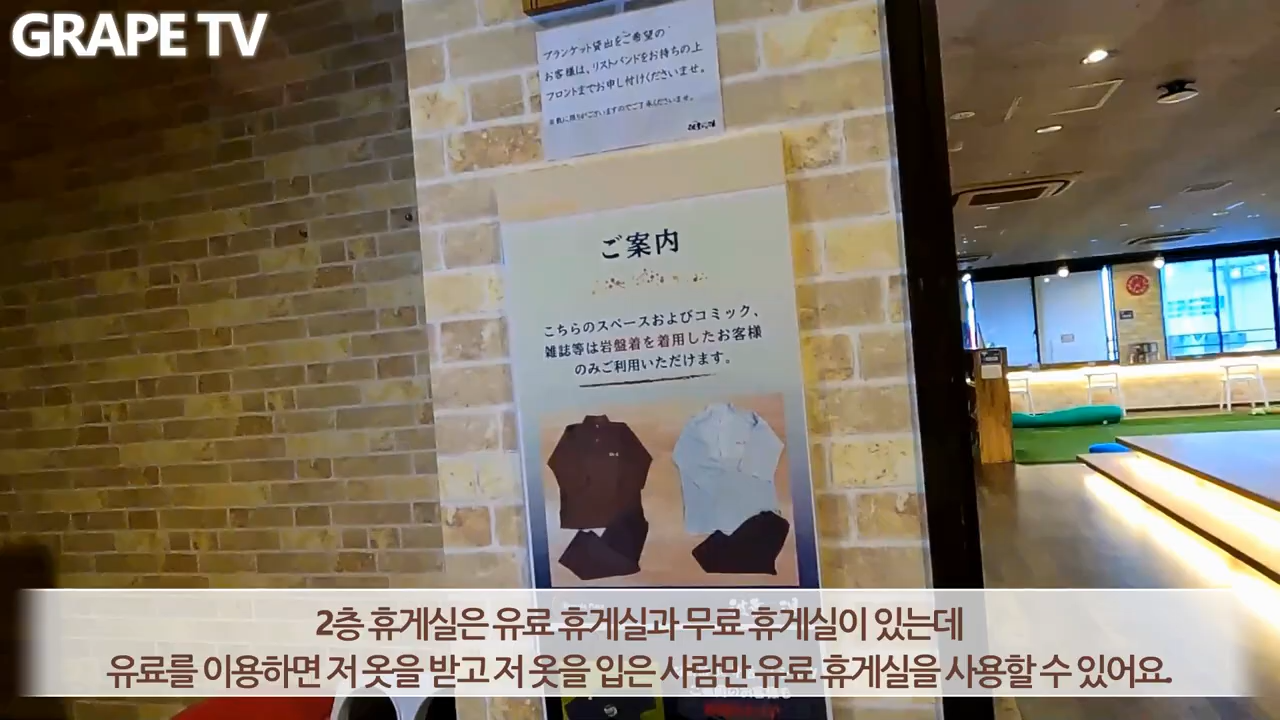 GRAPE TV
ブランケット貸出をご希望の
お客様は、リストバンドをお持ちの上
フロントまでお申し付けくださいませ。
ご案内
こちらのスペースおよびコミック、
雑誌等は岩盤着を着用したお客様
のみご利用いただけます。
2층 휴게실은 유료 휴게실과 무료 휴게실이 있는데
유료를 이용하면 저 옷을 받고 저 옷을 입은 사람만 유료 휴게실을 사용할 수 있어요.